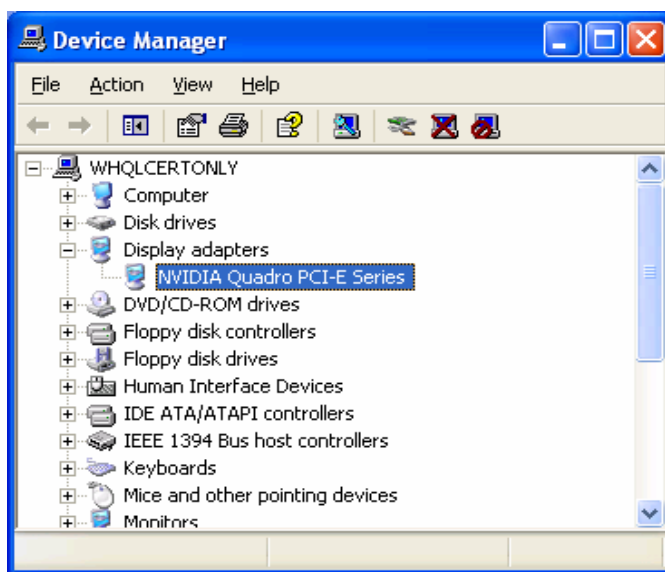 Device Manager
File Action View Help
WHQLCERTONLY
Computer
Disk drives
Display adapters
NVIDIA Quadro PCI-E Series
DVD/CD-ROM drives
Floppy disk controllers
Floppy disk drives
Human Interface Devices
IDE ATA/ATAPI controllers
IEEE 1394 Bus host controllers
Keyboards
Mice and other pointing devices
Monitors